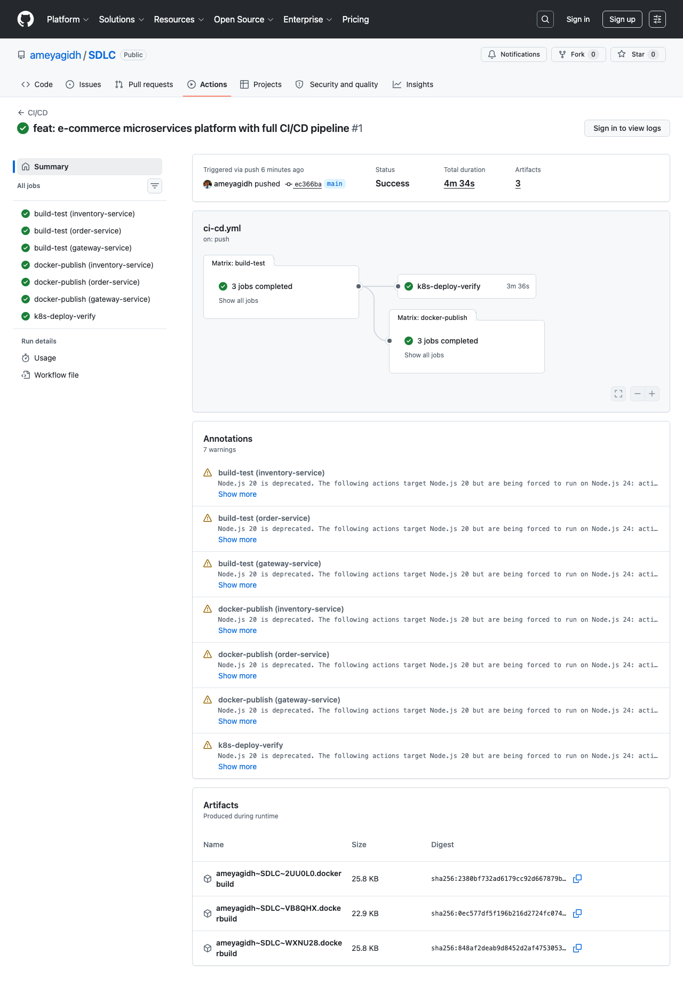 Platform Solutions Resources Open Source Enterprise Pricing Sign in Sign up
ameyagidh / SDLC Public Notifications Fork 0 Star 0
Code Issues Pull requests Actions Projects Security and quality Insights
CI/CD
feat: e-commerce microservices platform with full CI/CD pipeline #1
Sign in to view logs
Summary
All jobs
build-test (inventory-service)
build-test (order-service)
build-test (gateway-service)
docker-publish (inventory-service)
docker-publish (order-service)
docker-publish (gateway-service)
k8s-deploy-verify
Run details
Usage
Workflow file
Triggered via push 6 minutes ago Status Total duration Artifacts
ameyagidh pushed ec366ba main Success 4m 34s 3
ci-cd.yml
on: push
Matrix: build-test
3 jobs completed
Show all jobs
k8s-deploy-verify 3m 36s
Matrix: docker-publish
3 jobs completed
Show all jobs
Annotations
7 warnings
build-test (inventory-service)
Node.js 20 is deprecated. The following actions target Node.js 20 but are being forced to run on Node.js 24: acti…
Show more
build-test (order-service)
Node.js 20 is deprecated. The following actions target Node.js 20 but are being forced to run on Node.js 24: acti…
Show more
build-test (gateway-service)
Node.js 20 is deprecated. The following actions target Node.js 20 but are being forced to run on Node.js 24: acti…
Show more
docker-publish (inventory-service)
Node.js 20 is deprecated. The following actions target Node.js 20 but are being forced to run on Node.js 24: acti…
Show more
docker-publish (order-service)
Node.js 20 is deprecated. The following actions target Node.js 20 but are being forced to run on Node.js 24: acti…
Show more
docker-publish (gateway-service)
Node.js 20 is deprecated. The following actions target Node.js 20 but are being forced to run on Node.js 24: acti…
Show more
k8s-deploy-verify
Node.js 20 is deprecated. The following actions target Node.js 20 but are being forced to run on Node.js 24: acti…
Show more
Artifacts
Produced during runtime
Name Size Digest
ameyagidh~SDLC~2UU0L0.docker
build
25.8 KB sha256:2380bf732ad6179cc92d667879b…
ameyagidh~SDLC~VB8QHX.docke
rbuild
22.9 KB sha256:0ec577df5f196b216d2724fc074…
ameyagidh~SDLC~WXNU28.docke
rbuild
25.8 KB sha256:848af2deab9d8452d2af4753053…